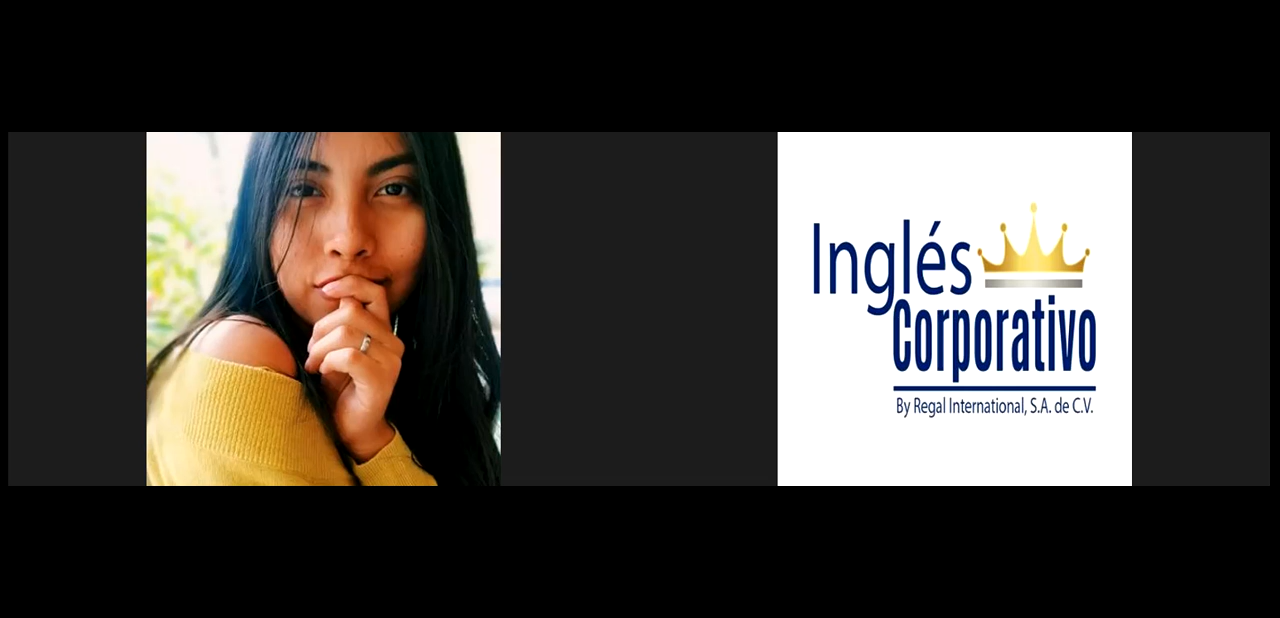 Inglés
Corporativo
By Regal International, S.A. de C.V.